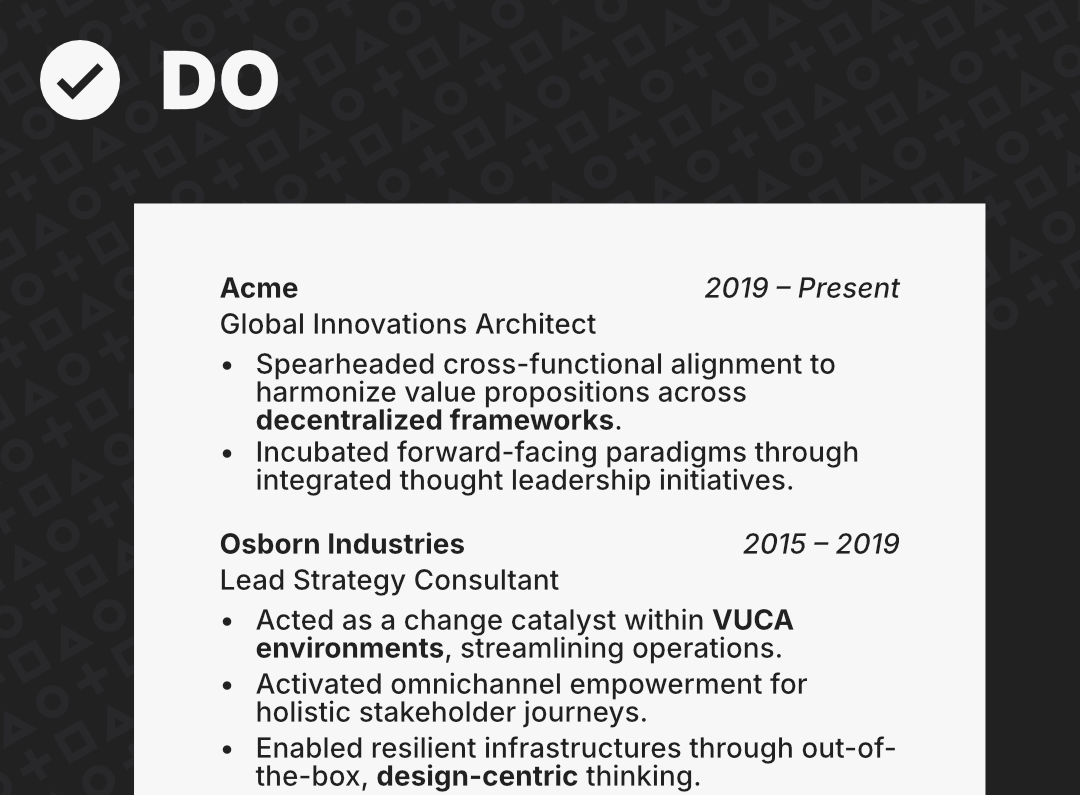 DO
Acme 2019 – Present
Global Innovations Architect
• Spearheaded cross-functional alignment to
harmonize value propositions across
decentralized frameworks.
• Incubated forward-facing paradigms through
integrated thought leadership initiatives.
Osborn Industries 2015 – 2019
Lead Strategy Consultant
• Acted as a change catalyst within VUCA
environments, streamlining operations.
• Activated omnichannel empowerment for
holistic stakeholder journeys.
• Enabled resilient infrastructures through out-of-
the-box, design-centric thinking.